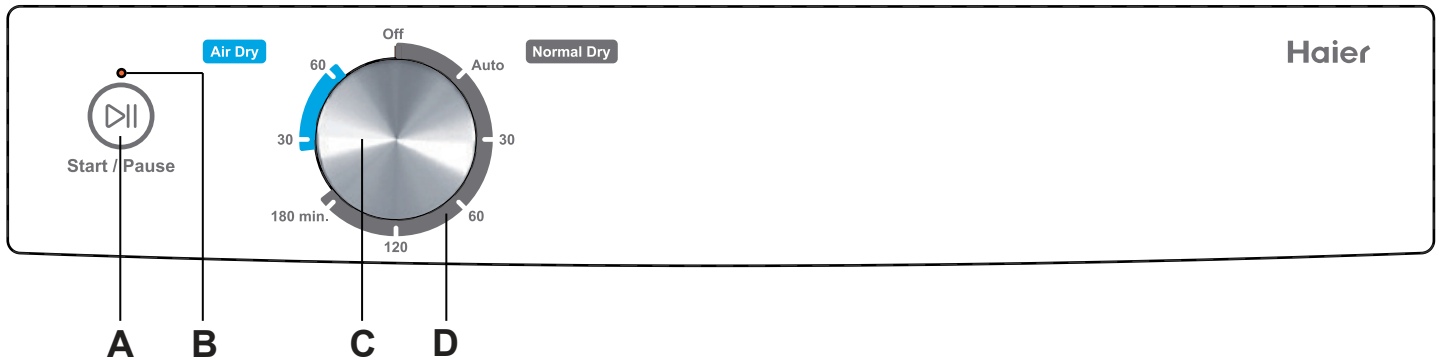 Off
Air Dry
Normal Dry
Haier
60
Auto
30
30
Start / Pause
180 min.
60
120
A
B
C
D